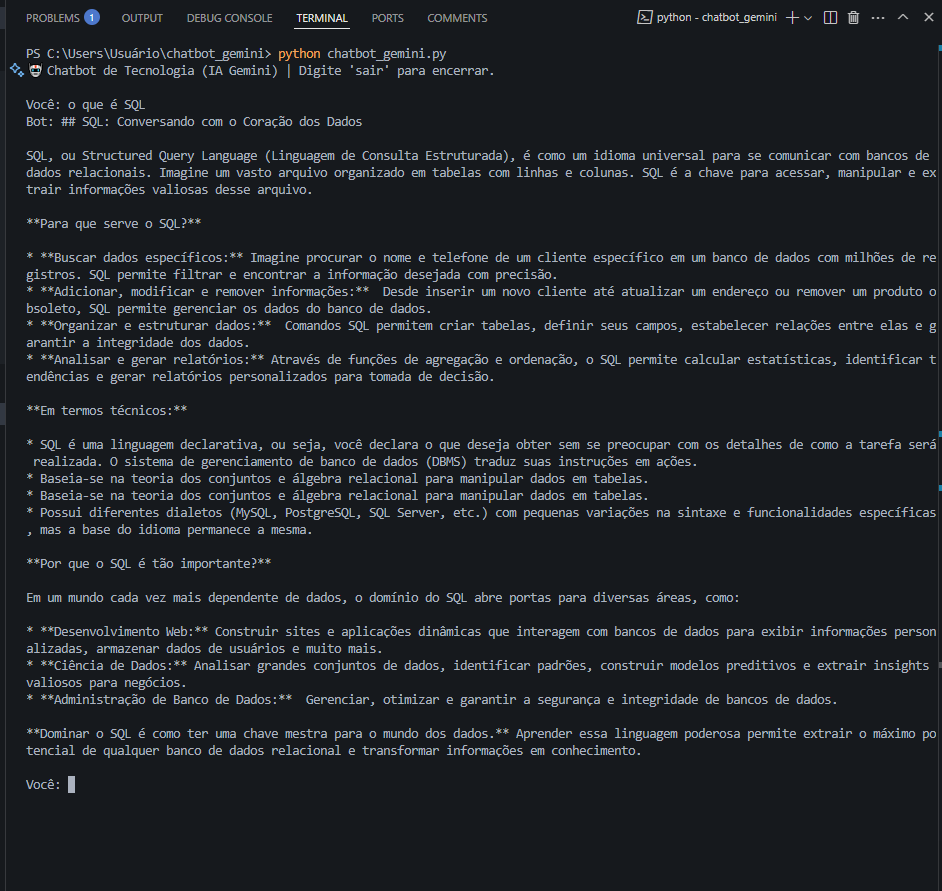 PROBLEMS 1 OUTPUT DEBUG CONSOLE TERMINAL PORTS COMMENTS python - chatbot_gemini
PS C:\Users\Usuário\chatbot_gemini> python chatbot_gemini.py
Chatbot de Tecnologia (IA Gemini) | Digite 'sair' para encerrar.
Você: o que é SQL
Bot: ## SQL: Conversando com o Coração dos Dados
SQL, ou Structured Query Language (Linguagem de Consulta Estruturada), é como um idioma universal para se comunicar com bancos de
dados relacionais. Imagine um vasto arquivo organizado em tabelas com linhas e colunas. SQL é a chave para acessar, manipular e ex
trair informações valiosas desse arquivo.
**Para que serve o SQL?**
* **Buscar dados específicos:** Imagine procurar o nome e telefone de um cliente específico em um banco de dados com milhões de re
gistros. SQL permite filtrar e encontrar a informação desejada com precisão.
* **Adicionar, modificar e remover informações:**  Desde inserir um novo cliente até atualizar um endereço ou remover um produto o
bsoleto, SQL permite gerenciar os dados do banco de dados.
* **Organizar e estruturar dados:**  Comandos SQL permitem criar tabelas, definir seus campos, estabelecer relações entre elas e g
arantir a integridade dos dados.
* **Analisar e gerar relatórios:** Através de funções de agregação e ordenação, o SQL permite calcular estatísticas, identificar t
endências e gerar relatórios personalizados para tomada de decisão.
**Em termos técnicos:**
* SQL é uma linguagem declarativa, ou seja, você declara o que deseja obter sem se preocupar com os detalhes de como a tarefa será
realizada. O sistema de gerenciamento de banco de dados (DBMS) traduz suas instruções em ações.
* Baseia-se na teoria dos conjuntos e álgebra relacional para manipular dados em tabelas.
* Baseia-se na teoria dos conjuntos e álgebra relacional para manipular dados em tabelas.
* Possui diferentes dialetos (MySQL, PostgreSQL, SQL Server, etc.) com pequenas variações na sintaxe e funcionalidades específicas
, mas a base do idioma permanece a mesma.
**Por que o SQL é tão importante?**
Em um mundo cada vez mais dependente de dados, o domínio do SQL abre portas para diversas áreas, como:
* **Desenvolvimento Web:** Construir sites e aplicações dinâmicas que interagem com bancos de dados para exibir informações person
alizadas, armazenar dados de usuários e muito mais.
* **Ciência de Dados:** Analisar grandes conjuntos de dados, identificar padrões, construir modelos preditivos e extrair insights
valiosos para negócios.
* **Administração de Banco de Dados:**  Gerenciar, otimizar e garantir a segurança e integridade de bancos de dados.
**Dominar o SQL é como ter uma chave mestra para o mundo dos dados.** Aprender essa linguagem poderosa permite extrair o máximo po
tencial de qualquer banco de dados relacional e transformar informações em conhecimento.
Você: